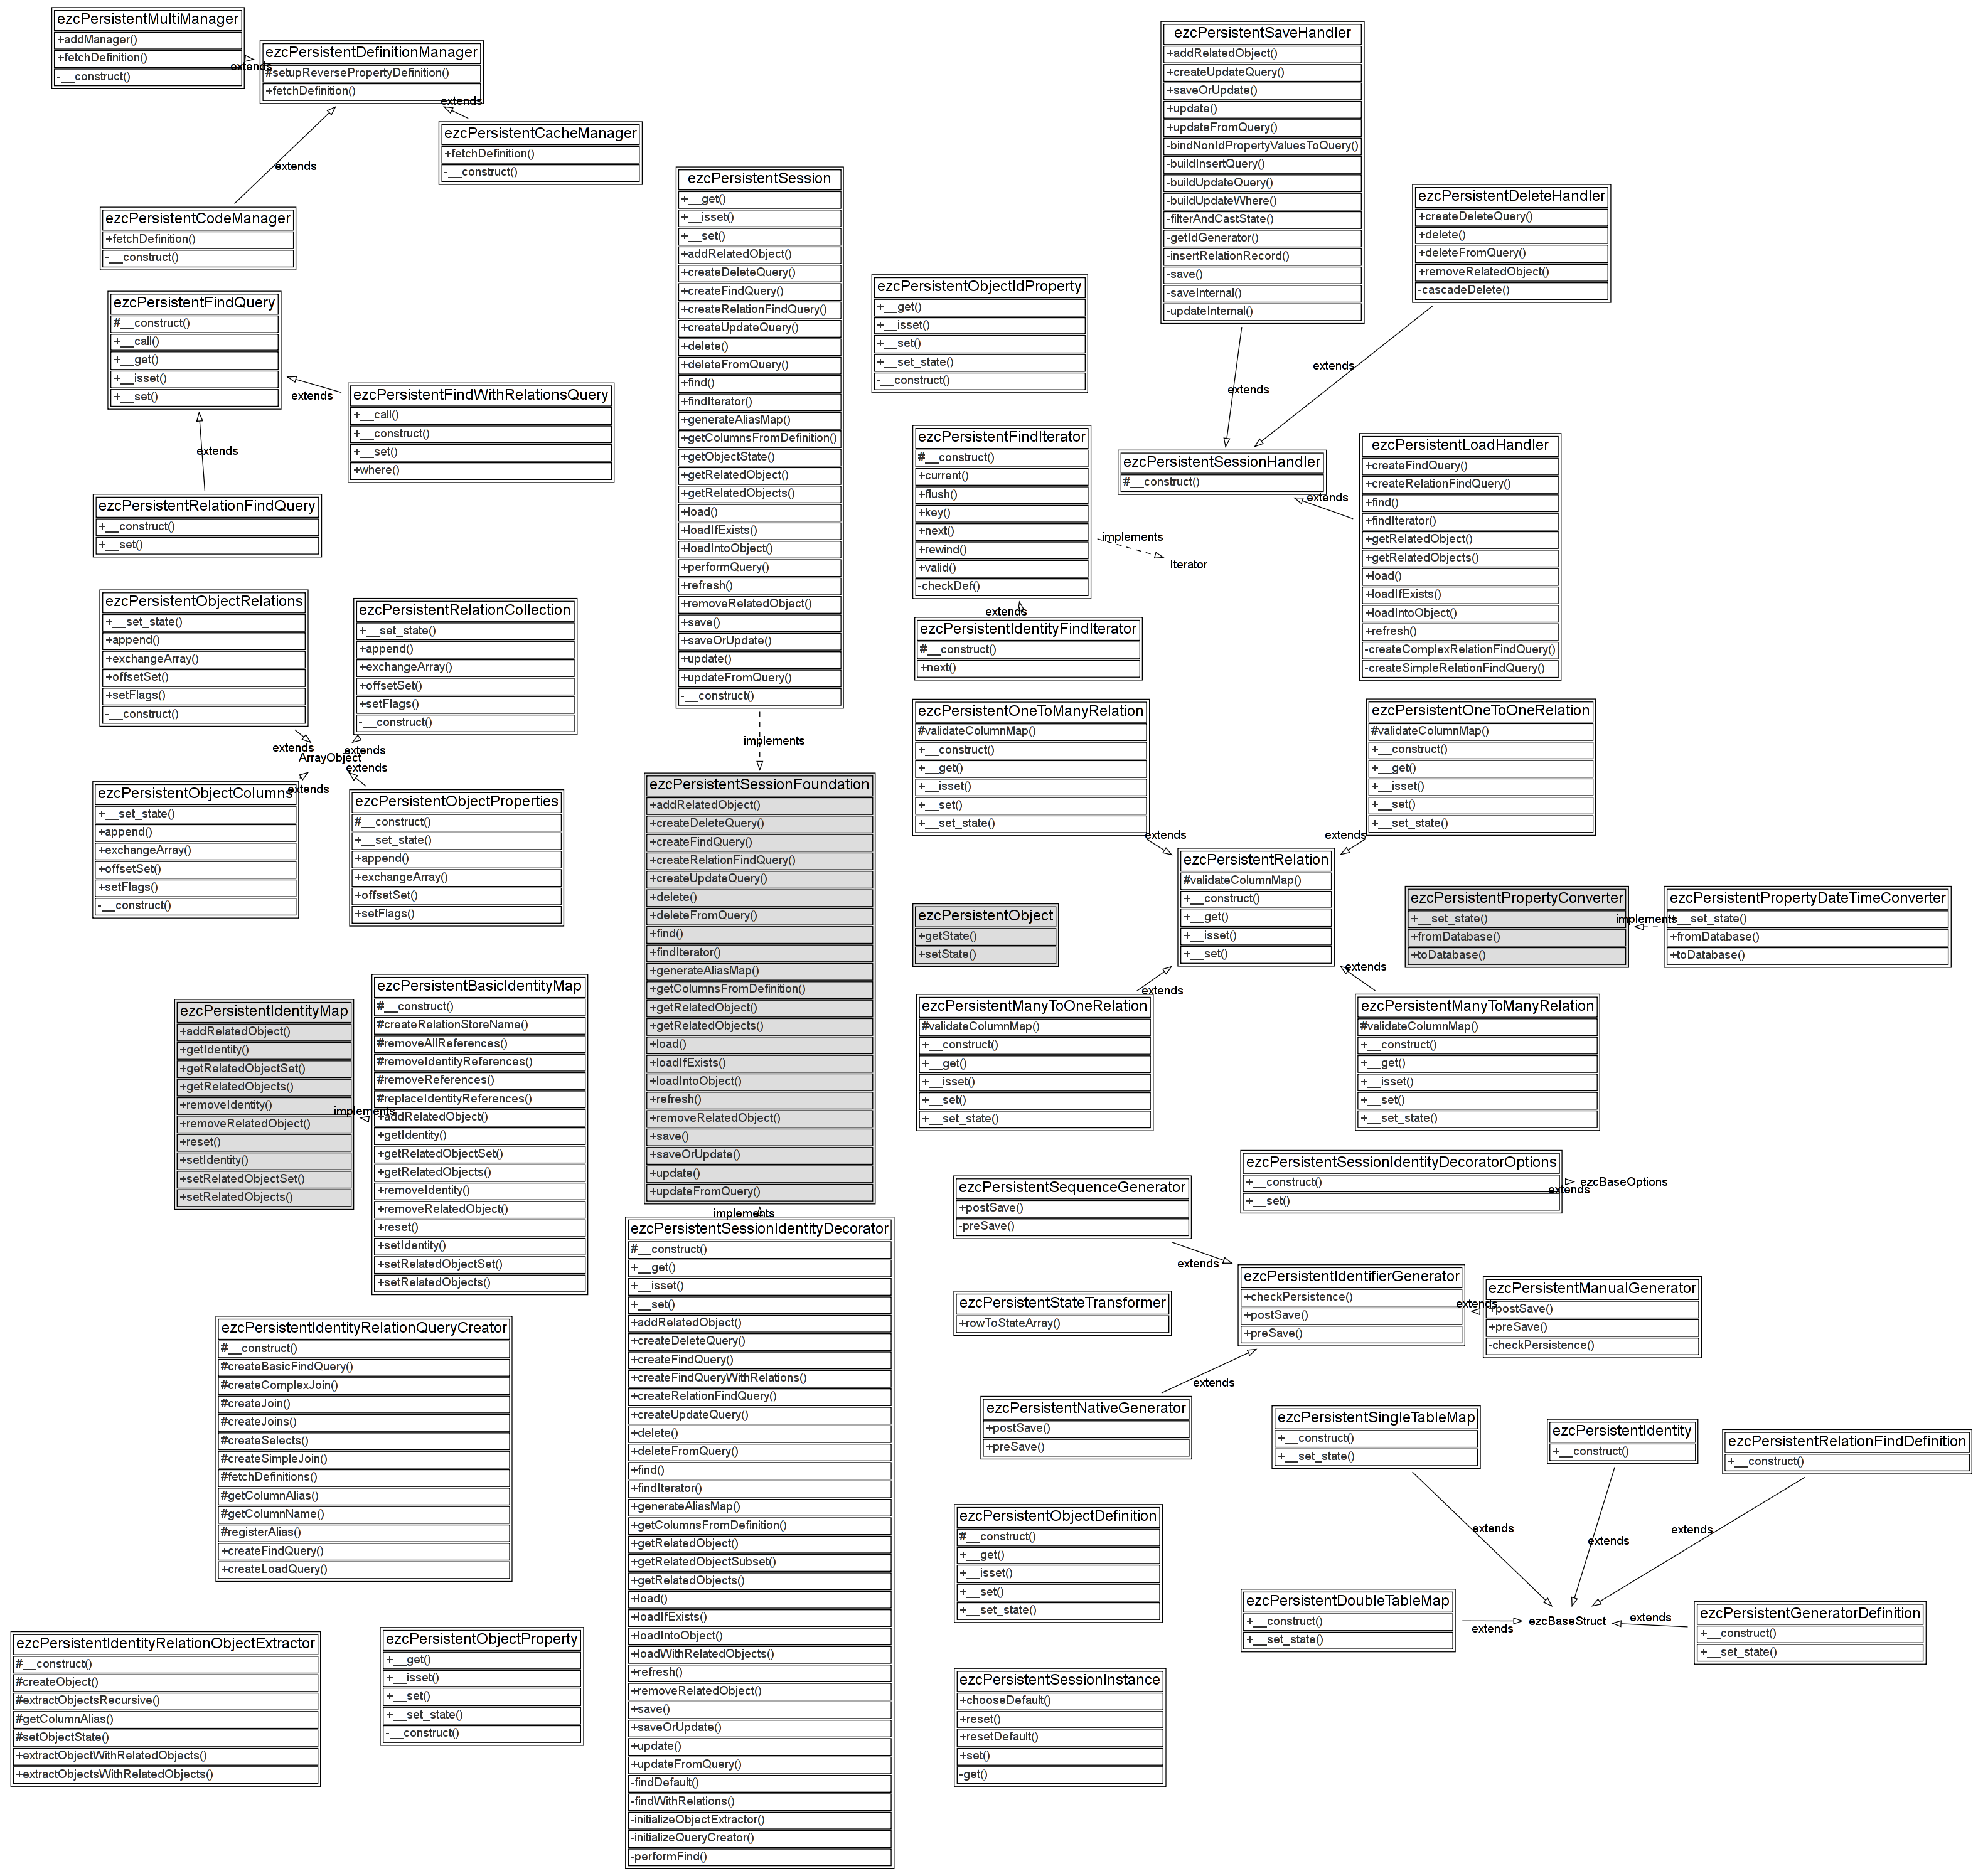 ezcPersistentMultiManager
+addManager()
+fetchDefinition()
-__construct()
extends
ezcPersistentDefinitionManager
#setupReversePropertyDefinition()
+fetchDefinition()
extends
ezcPersistentCacheManager
+fetchDefinition()
-__construct()
extends
ezcPersistentCodeManager
+fetchDefinition()
-__construct()
ezcPersistentFindQuery
#__construct()
+__call()
+__get()
+__isset()
+__set()
extends
ezcPersistentFindWithRelationsQuery
+__call()
+__construct()
+__set()
+where()
extends
ezcPersistentRelationFindQuery
+__construct()
+__set()
ezcPersistentObjectRelations
+__set_state()
+append()
+exchangeArray()
+offsetSet()
+setFlags()
-__construct()
ezcPersistentRelationCollection
+__set_state()
+append()
+exchangeArray()
+offsetSet()
+setFlags()
-__construct()
extends
extends
ArrayObject
extends
extends
ezcPersistentObjectColumns
+__set_state()
+append()
+exchangeArray()
+offsetSet()
+setFlags()
-__construct()
ezcPersistentObjectProperties
#__construct()
+__set_state()
+append()
+exchangeArray()
+offsetSet()
+setFlags()
ezcPersistentIdentityMap
+addRelatedObject()
+getIdentity()
+getRelatedObjectSet()
+getRelatedObjects()
+removeIdentity()
+removeRelatedObject()
+reset()
+setIdentity()
+setRelatedObjectSet()
+setRelatedObjects()
implements
ezcPersistentBasicIdentityMap
#__construct()
#createRelationStoreName()
#removeAllReferences()
#removeIdentityReferences()
#removeReferences()
#replaceIdentityReferences()
+addRelatedObject()
+getIdentity()
+getRelatedObjectSet()
+getRelatedObjects()
+removeIdentity()
+removeRelatedObject()
+reset()
+setIdentity()
+setRelatedObjectSet()
+setRelatedObjects()
ezcPersistentIdentityRelationQueryCreator
#__construct()
#createBasicFindQuery()
#createComplexJoin()
#createJoin()
#createJoins()
#createSelects()
#createSimpleJoin()
#fetchDefinitions()
#getColumnAlias()
#getColumnName()
#registerAlias()
+createFindQuery()
+createLoadQuery()
ezcPersistentIdentityRelationObjectExtractor
#__construct()
#createObject()
#extractObjectsRecursive()
#getColumnAlias()
#setObjectState()
+extractObjectWithRelatedObjects()
+extractObjectsWithRelatedObjects()
ezcPersistentObjectProperty
+__get()
+__isset()
+__set()
+__set_state()
-__construct()
ezcPersistentSession
+__get()
+__isset()
+__set()
+addRelatedObject()
+createDeleteQuery()
+createFindQuery()
+createRelationFindQuery()
+createUpdateQuery()
+delete()
+deleteFromQuery()
+find()
+findIterator()
+generateAliasMap()
+getColumnsFromDefinition()
+getObjectState()
+getRelatedObject()
+getRelatedObjects()
+load()
+loadIfExists()
+loadIntoObject()
+performQuery()
+refresh()
+removeRelatedObject()
+save()
+saveOrUpdate()
+update()
+updateFromQuery()
-__construct()
implements
ezcPersistentSessionFoundation
+addRelatedObject()
+createDeleteQuery()
+createFindQuery()
+createRelationFindQuery()
+createUpdateQuery()
+delete()
+deleteFromQuery()
+find()
+findIterator()
+generateAliasMap()
+getColumnsFromDefinition()
+getRelatedObject()
+getRelatedObjects()
+load()
+loadIfExists()
+loadIntoObject()
+refresh()
+removeRelatedObject()
+save()
+saveOrUpdate()
+update()
+updateFromQuery()
implements
ezcPersistentSessionIdentityDecorator
#__construct()
+__get()
+__isset()
+__set()
+addRelatedObject()
+createDeleteQuery()
+createFindQuery()
+createFindQueryWithRelations()
+createRelationFindQuery()
+createUpdateQuery()
+delete()
+deleteFromQuery()
+find()
+findIterator()
+generateAliasMap()
+getColumnsFromDefinition()
+getRelatedObject()
+getRelatedObjectSubset()
+getRelatedObjects()
+load()
+loadIfExists()
+loadIntoObject()
+loadWithRelatedObjects()
+refresh()
+removeRelatedObject()
+save()
+saveOrUpdate()
+update()
+updateFromQuery()
-findDefault()
-findWithRelations()
-initializeObjectExtractor()
-initializeQueryCreator()
-performFind()
ezcPersistentObjectIdProperty
+__get()
+__isset()
+__set()
+__set_state()
-__construct()
ezcPersistentFindIterator
#__construct()
+current()
+flush()
+key()
+next()
+rewind()
+valid()
-checkDef()
implements
Iterator
extends
ezcPersistentIdentityFindIterator
#__construct()
+next()
ezcPersistentSaveHandler
+addRelatedObject()
+createUpdateQuery()
+saveOrUpdate()
+update()
+updateFromQuery()
-bindNonIdPropertyValuesToQuery()
-buildInsertQuery()
-buildUpdateQuery()
-buildUpdateWhere()
-filterAndCastState()
-getIdGenerator()
-insertRelationRecord()
-save()
-saveInternal()
-updateInternal()
ezcPersistentDeleteHandler
+createDeleteQuery()
+delete()
+deleteFromQuery()
+removeRelatedObject()
-cascadeDelete()
extends
extends
ezcPersistentSessionHandler
#__construct()
extends
ezcPersistentLoadHandler
+createFindQuery()
+createRelationFindQuery()
+find()
+findIterator()
+getRelatedObject()
+getRelatedObjects()
+load()
+loadIfExists()
+loadIntoObject()
+refresh()
-createComplexRelationFindQuery()
-createSimpleRelationFindQuery()
ezcPersistentOneToManyRelation
#validateColumnMap()
+__construct()
+__get()
+__isset()
+__set()
+__set_state()
ezcPersistentOneToOneRelation
#validateColumnMap()
+__construct()
+__get()
+__isset()
+__set()
+__set_state()
extends
extends
ezcPersistentRelation
#validateColumnMap()
+__construct()
+__get()
+__isset()
+__set()
ezcPersistentObject
+getState()
+setState()
ezcPersistentPropertyConverter
+__set_state()
+fromDatabase()
+toDatabase()
implements
ezcPersistentPropertyDateTimeConverter
+__set_state()
+fromDatabase()
+toDatabase()
extends
extends
ezcPersistentManyToOneRelation
#validateColumnMap()
+__construct()
+__get()
+__isset()
+__set()
+__set_state()
ezcPersistentManyToManyRelation
#validateColumnMap()
+__construct()
+__get()
+__isset()
+__set()
+__set_state()
ezcPersistentSessionIdentityDecoratorOptions
+__construct()
+__set()
extends
ezcBaseOptions
ezcPersistentSequenceGenerator
+postSave()
-preSave()
extends
ezcPersistentIdentifierGenerator
+checkPersistence()
+postSave()
+preSave()
extends
ezcPersistentManualGenerator
+postSave()
+preSave()
-checkPersistence()
ezcPersistentStateTransformer
+rowToStateArray()
extends
ezcPersistentNativeGenerator
+postSave()
+preSave()
ezcPersistentSingleTableMap
+__construct()
+__set_state()
ezcPersistentIdentity
+__construct()
ezcPersistentRelationFindDefinition
+__construct()
extends
extends
extends
ezcPersistentObjectDefinition
#__construct()
+__get()
+__isset()
+__set()
+__set_state()
ezcPersistentDoubleTableMap
+__construct()
+__set_state()
extends
ezcBaseStruct
extends
ezcPersistentGeneratorDefinition
+__construct()
+__set_state()
ezcPersistentSessionInstance
+chooseDefault()
+reset()
+resetDefault()
+set()
-get()